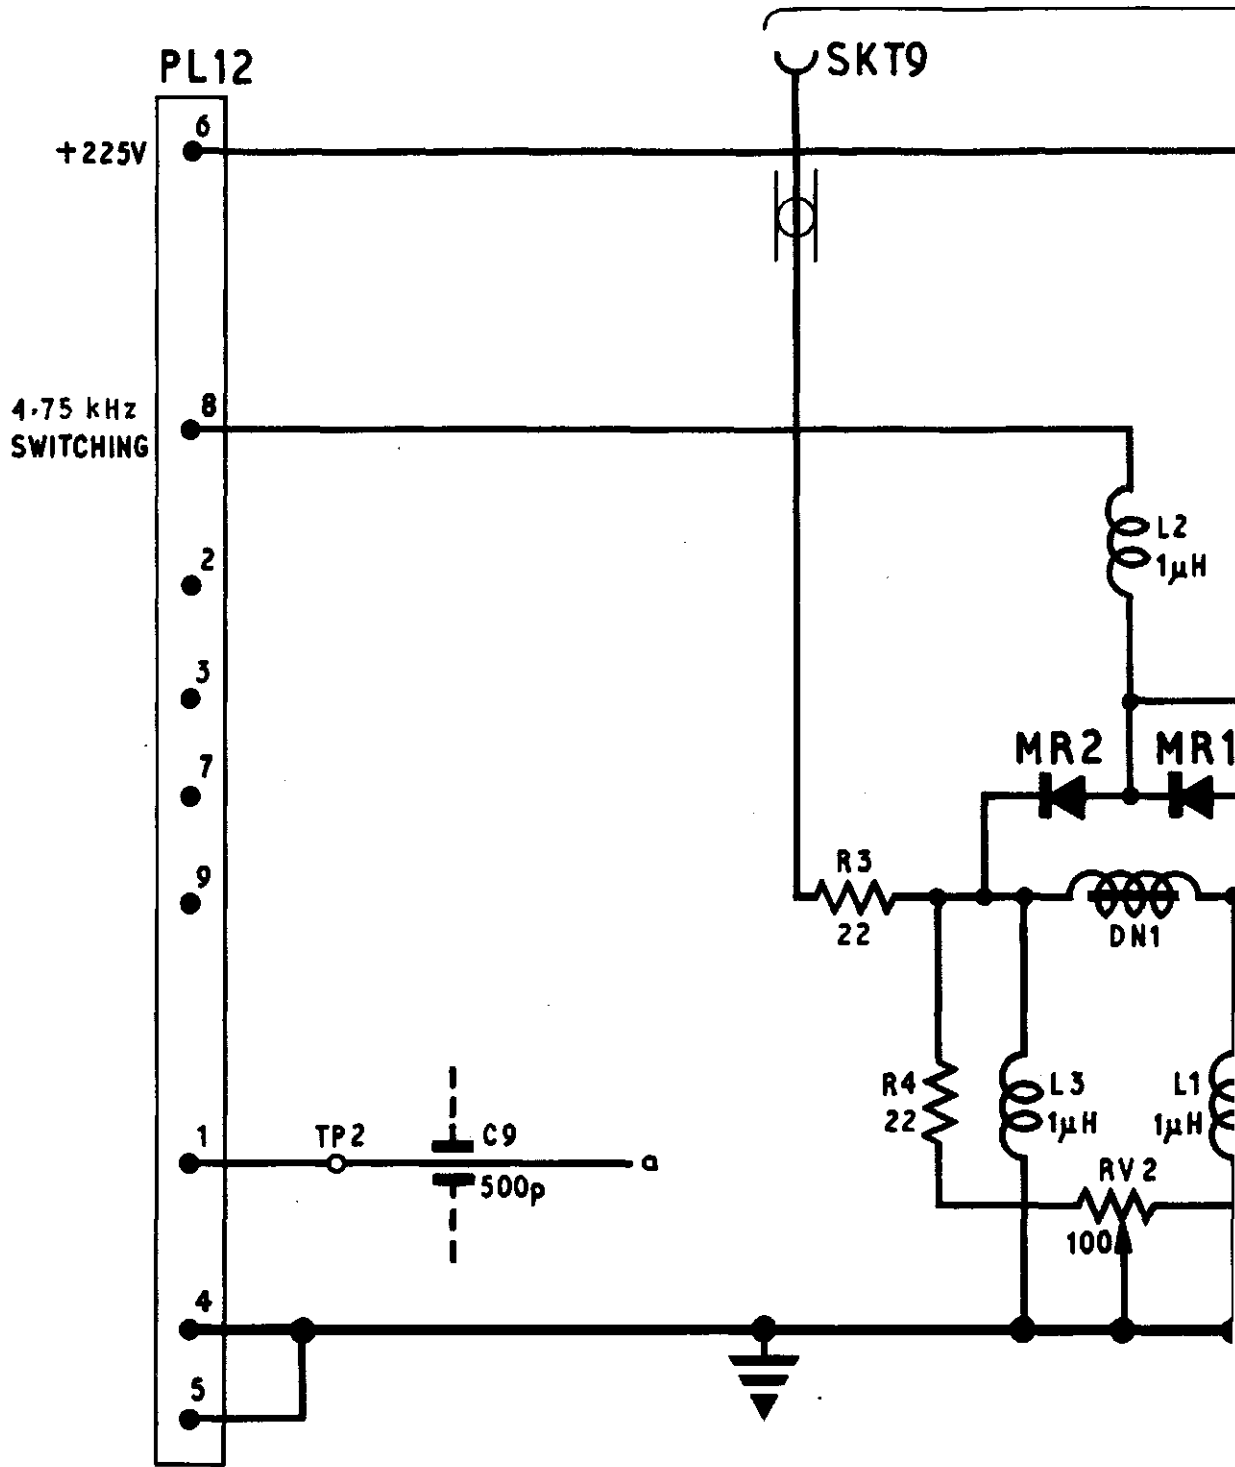 PL12
SKT9
6
+225V
8
4.75 kHz
SWITCHING
L2
1μH
2
3
MR2
MR1
7
R3
22
9
DN1
R4
22
L3
1μH
L1
1μH
1
TP2
C9
500p
a
RV2
100
4
5